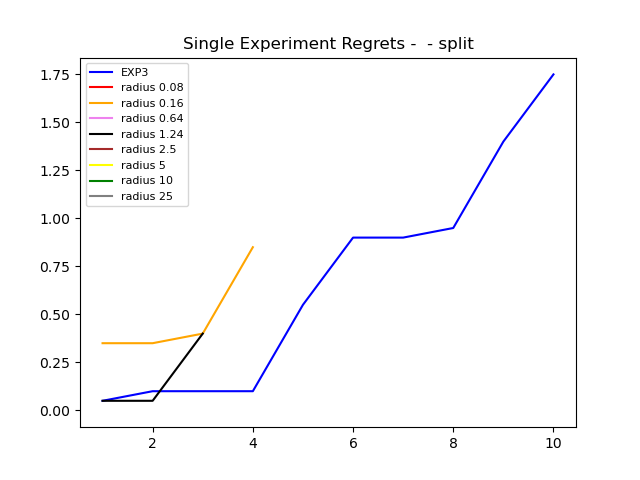 Single Experiment Regrets -  - split
1.75
1.50
1.25
1.00
0.75
0.50
0.25
0.00
EXP3
radius 0.08
radius 0.16
radius 0.64
radius 1.24
radius 2.5
radius 5
radius 10
radius 25
2 4 6 8 10